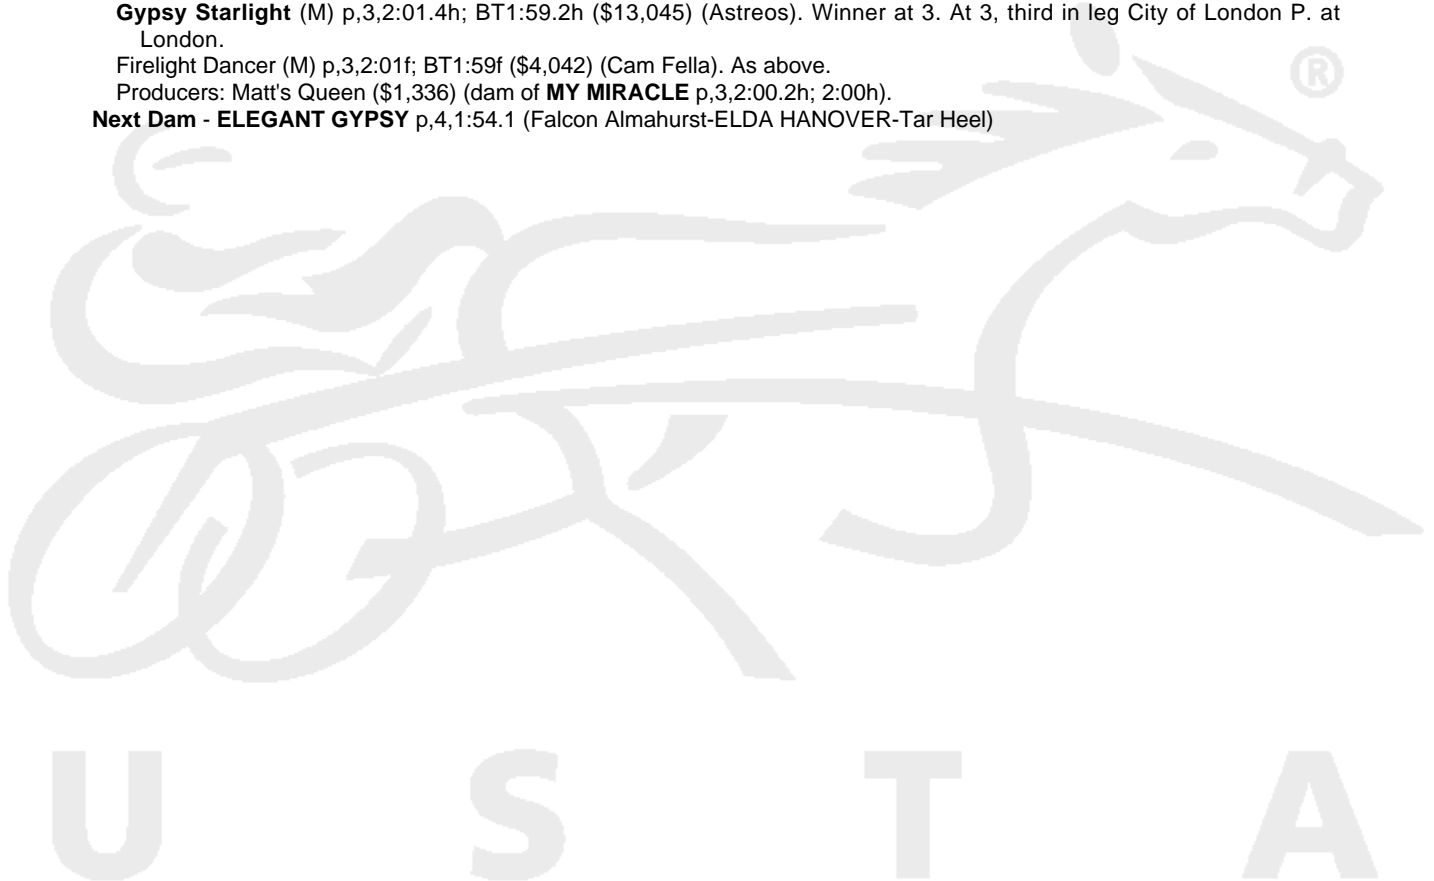 Gypsy Starlight (M) p,3,2:01.4h; BT1:59.2h ($13,045) (Astreos). Winner at 3. At 3, third in leg City of London P. at
London.
Firelight Dancer (M) p,3,2:01f; BT1:59f ($4,042) (Cam Fella). As above.
Producers: Matt's Queen ($1,336) (dam of MY MIRACLE p,3,2:00.2h; 2:00h).
Next Dam - ELEGANT GYPSY p,4,1:54.1 (Falcon Almahurst-ELDA HANOVER-Tar Heel)
®
U S T A